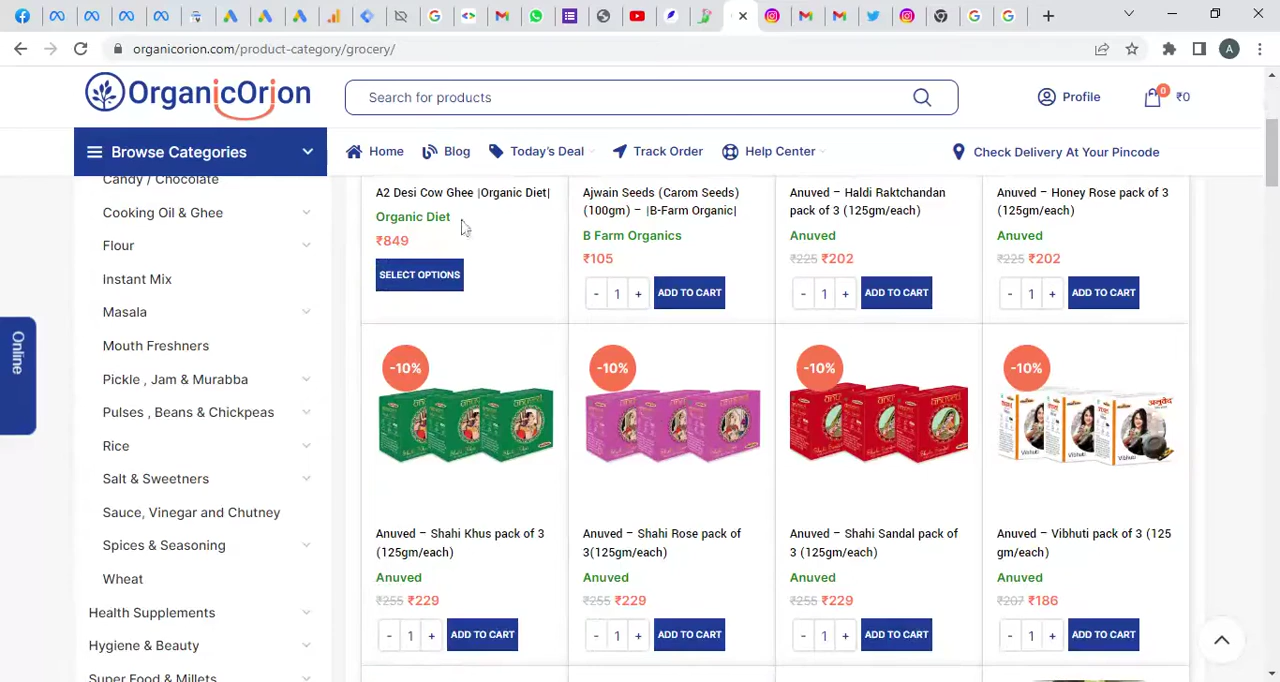 organicorion.com/product-category/grocery/
A
OrganicOrion
Search for products
Profile
0
₹0
Browse Categories
Home
Blog
Today's Deal
Track Order
Help Center
Check Delivery At Your Pincode
Candy / Chocolate
Cooking Oil & Ghee
Flour
Instant Mix
Masala
Mouth Freshners
Pickle , Jam & Murabba
Pulses , Beans & Chickpeas
Rice
Salt & Sweetners
Sauce, Vinegar and Chutney
Spices & Seasoning
Wheat
Health Supplements
Hygiene & Beauty
Super Food & Millets
Online
A2 Desi Cow Ghee |Organic Diet|
Organic Diet
₹849
SELECT OPTIONS
Ajwain Seeds (Carom Seeds)
(100gm) – |B-Farm Organic|
B Farm Organics
₹105
- 1 + ADD TO CART
Anuved – Haldi Raktchandan
pack of 3 (125gm/each)
Anuved
₹225 ₹202
- 1 + ADD TO CART
Anuved – Honey Rose pack of 3
(125gm/each)
Anuved
₹225 ₹202
- 1 + ADD TO CART
-10%
Anuved – Shahi Khus pack of 3
(125gm/each)
Anuved
₹255 ₹229
- 1 + ADD TO CART
-10%
Anuved – Shahi Rose pack of
3(125gm/each)
Anuved
₹255 ₹229
- 1 + ADD TO CART
-10%
Anuved – Shahi Sandal pack of
3 (125gm/each)
Anuved
₹255 ₹229
- 1 + ADD TO CART
-10%
Vibhuti
Anuved – Vibhuti pack of 3 (125
gm/each)
Anuved
₹207 ₹186
- 1 + ADD TO CART